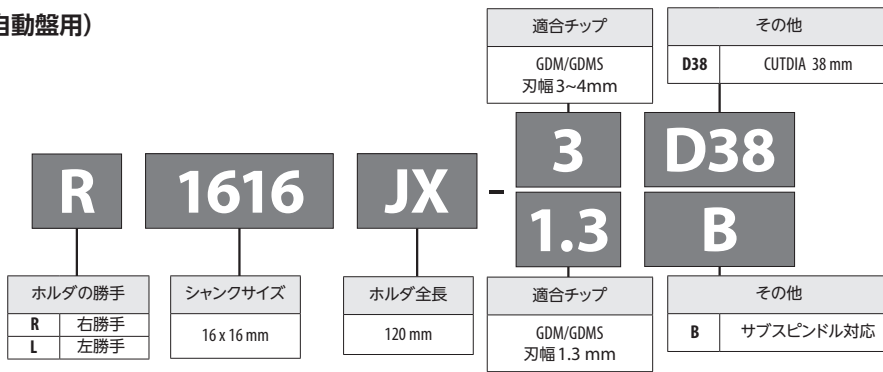 自動盤用）
適合チップ
GDM/GDMS
刃幅3~4mm
その他
D38 CUTDIA 38 mm
R 1616 JX - 3 D38
1.3 B
ホルダの勝手
R 右勝手
L 左勝手
シャンクサイズ
16 x 16 mm
ホルダ全長
120 mm
適合チップ
GDM/GDMS
刃幅1.3 mm
その他
B サブスピンドル対応